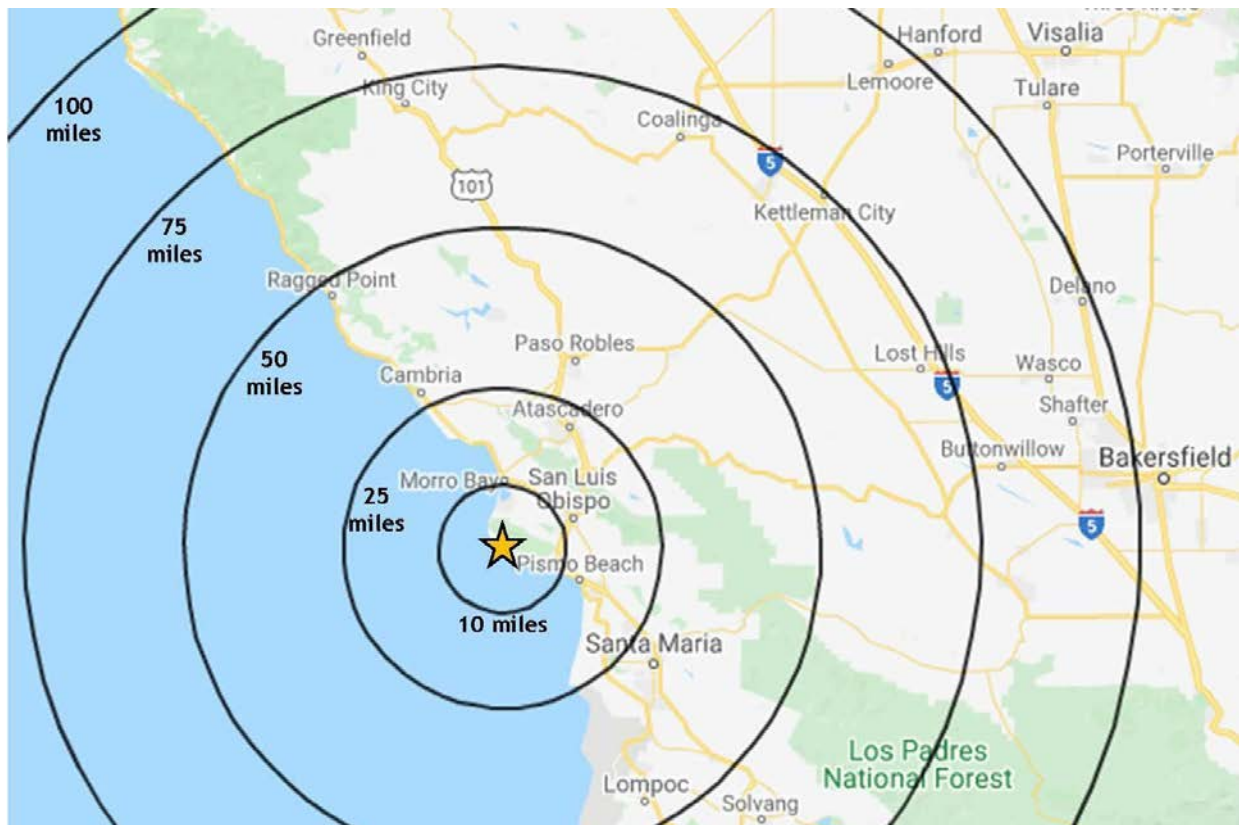 Greenfield
Hanford
Visalia
Lemoore
King City
Tulare
100
miles
Coalinga
Porterville
5
101
Kettleman City
75
miles
Ragged Point
Delano
Paso Robles
Lost Hills
Wasco
50
miles
Cambria
5
Atascadero
Shafter
Buttonwillow
Bakersfield
Morro Bay
San Luis
Obispo
25
miles
5
Pismo Beach
10 miles
Santa Maria
Los Padres
National Forest
Lompoc
Solvang